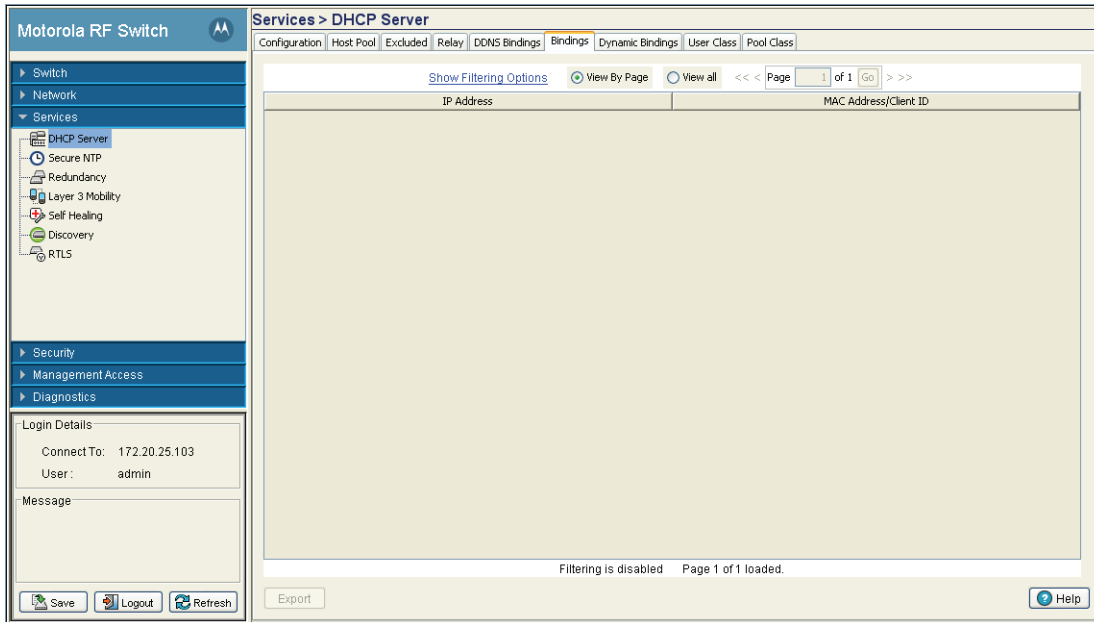 Motorola RF Switch
Switch
Network
Services
DHCP Server
Secure NTP
Redundancy
Layer 3 Mobility
Self Healing
Discovery
RTLS
Security
Management Access
Diagnostics
Login Details
Connect To: 172.20.25.103
User : admin
Message
Save Logout Refresh
Services > DHCP Server
Configuration Host Pool Excluded Relay DDNS Bindings Bindings Dynamic Bindings User Class Pool Class
Show Filtering Options View By Page View all << < Page 1 of 1 Go > >>
IP Address MAC Address/Client ID
Filtering is disabled Page 1 of 1 loaded.
Export Help